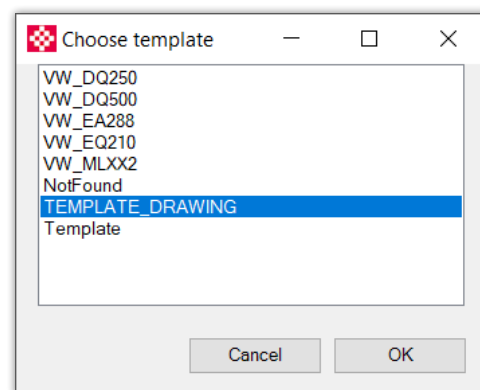 Choose template
VW_DQ250
VW_DQ500
VW_EA288
VW_EQ210
VW_MLXX2
NotFound
TEMPLATE_DRAWING
Template
Cancel
OK